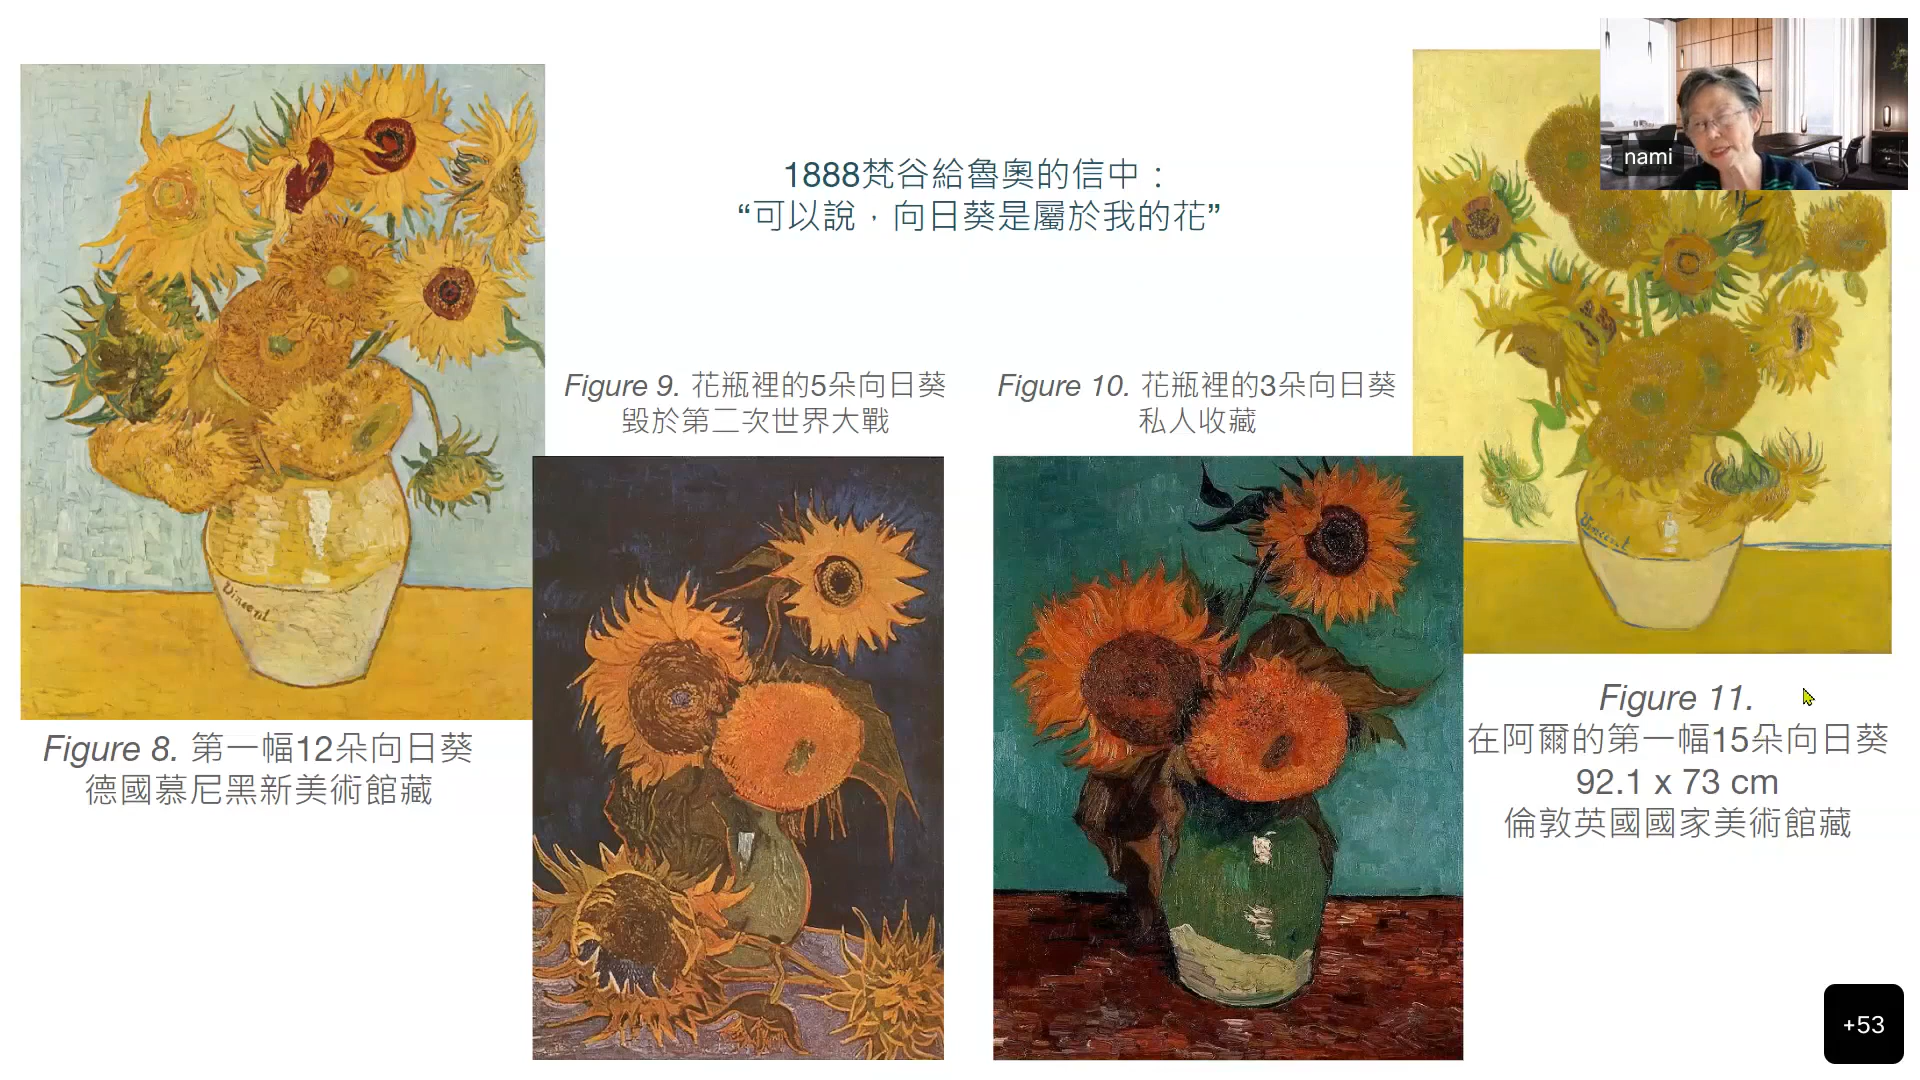 nami
1888梵谷給魯奧的信中：
“可以說，向日葵是屬於我的花”
Figure 9. 花瓶裡的5朵向日葵
毀於第二次世界大戰
Figure 10. 花瓶裡的3朵向日葵
私人收藏
Vincent
Vincent
Figure 8. 第一幅12朵向日葵
德國慕尼黑新美術館藏
Figure 11.
在阿爾的第一幅15朵向日葵
92.1 x 73 cm
倫敦英國國家美術館藏
+53